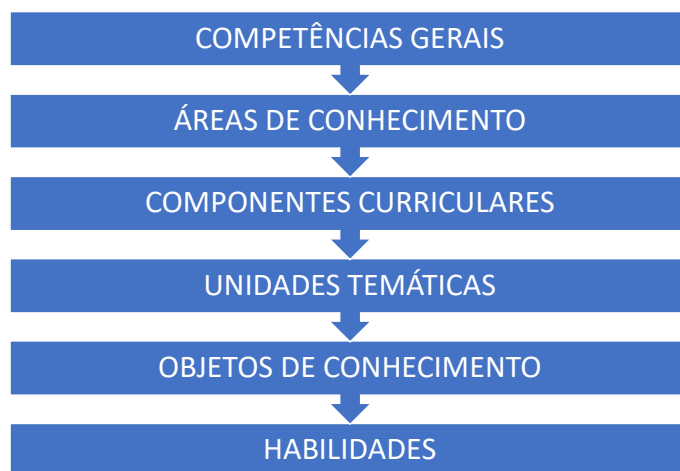 COMPETÊNCIAS GERAIS
ÁREAS DE CONHECIMENTO
COMPONENTES CURRICULARES
UNIDADES TEMÁTICAS
OBJETOS DE CONHECIMENTO
HABILIDADES